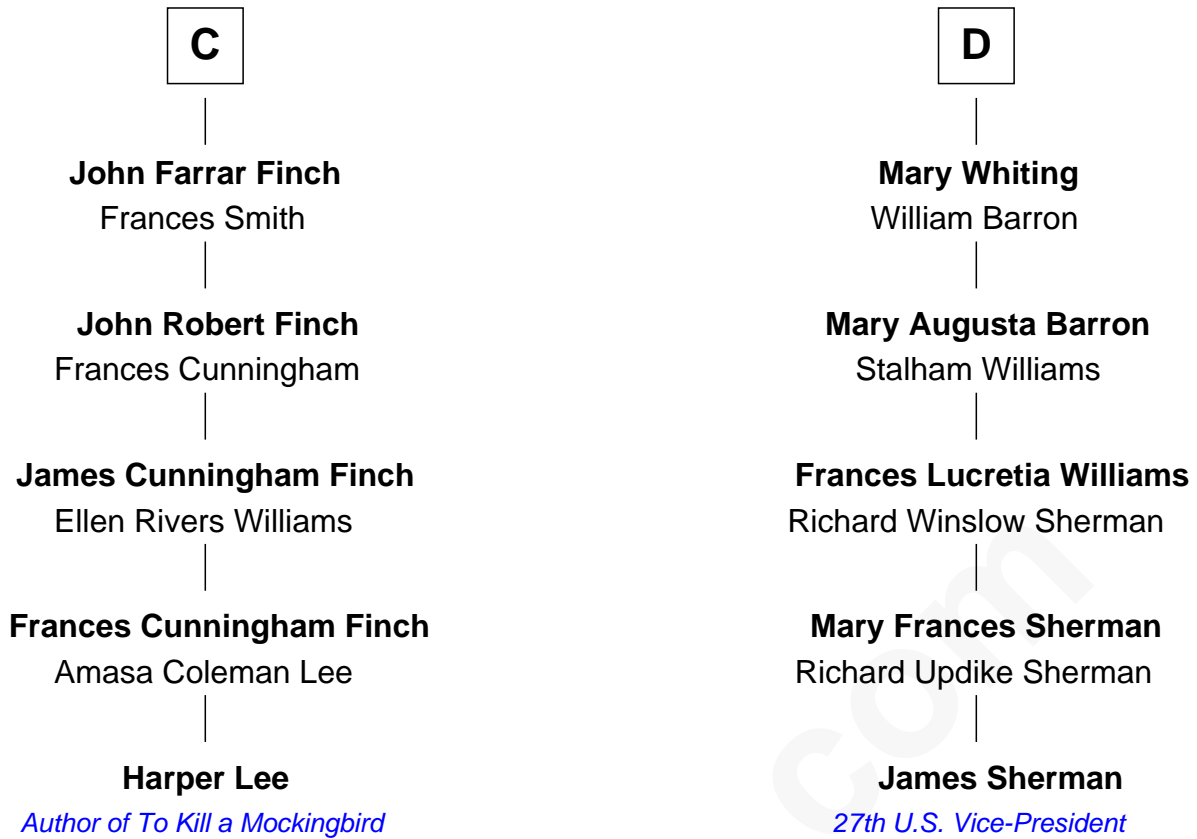 C
John Farrar Finch
Frances Smith
John Robert Finch
Frances Cunningham
James Cunningham Finch
Ellen Rivers Williams
Frances Cunningham Finch
Amasa Coleman Lee
Harper Lee
Author of To Kill a Mockingbird
D
Mary Whiting
William Barron
Mary Augusta Barron
Stalham Williams
Frances Lucretia Williams
Richard Winslow Sherman
Mary Frances Sherman
Richard Updike Sherman
James Sherman
27th U.S. Vice-President
com